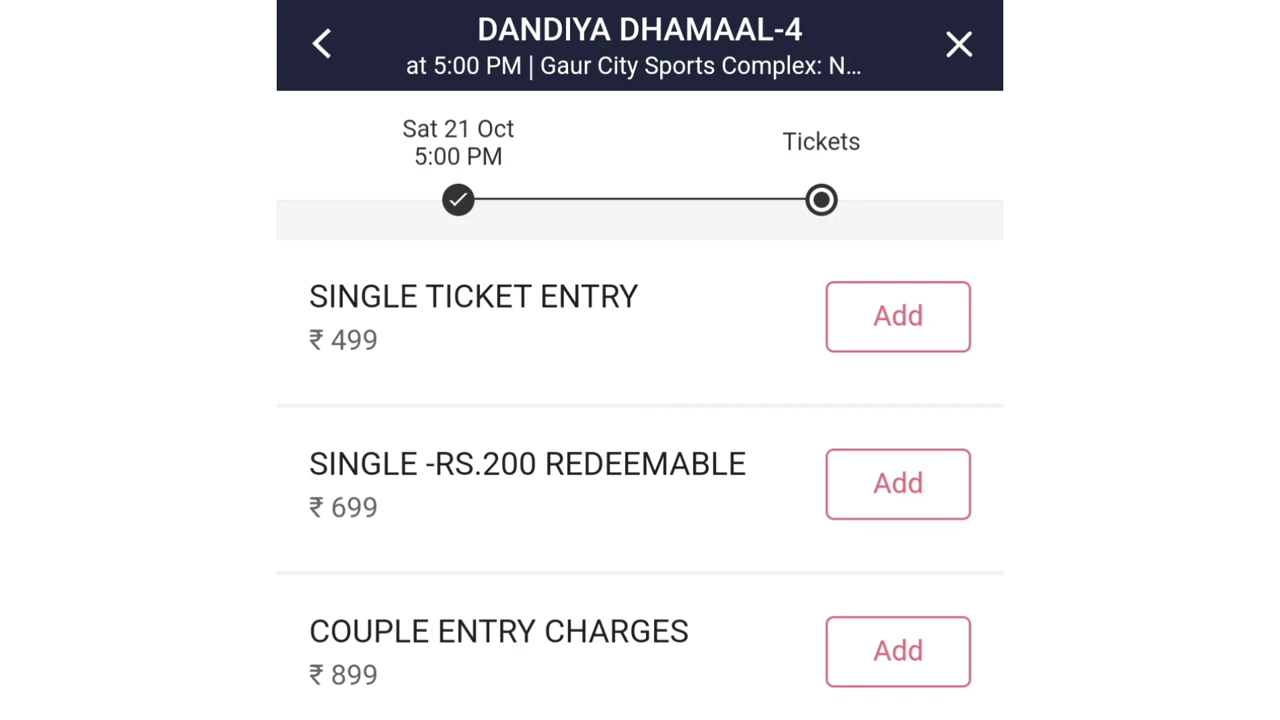 DANDIYA DHAMAAL-4
at 5:00 PM | Gaur City Sports Complex: N...
Sat 21 Oct
5:00 PM
Tickets
SINGLE TICKET ENTRY
₹ 499
Add
SINGLE -RS.200 REDEEMABLE
₹ 699
Add
COUPLE ENTRY CHARGES
₹ 899
Add